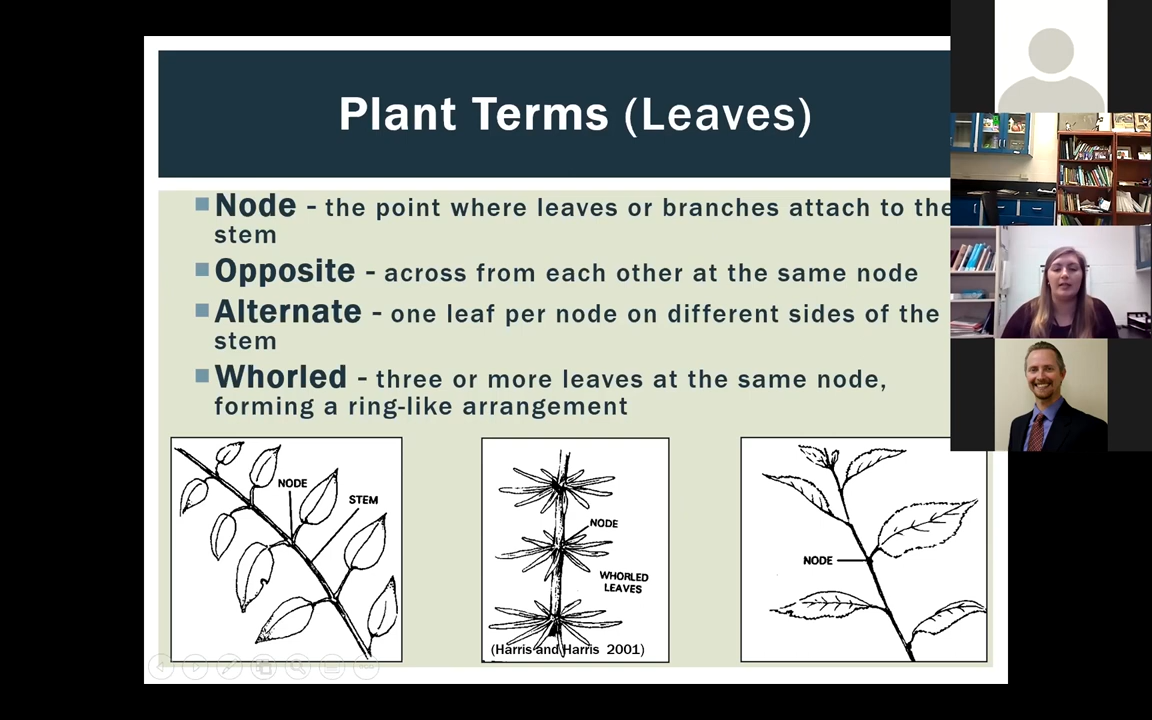 Plant Terms (Leaves)
Node - the point where leaves or branches attach to the
stem
Opposite - across from each other at the same node
Alternate - one leaf per node on different sides of the
stem
Whorled - three or more leaves at the same node,
forming a ring-like arrangement
NODE
STEM
NODE
WHORLED
LEAVES
(Harris and Harris 2001)
NODE